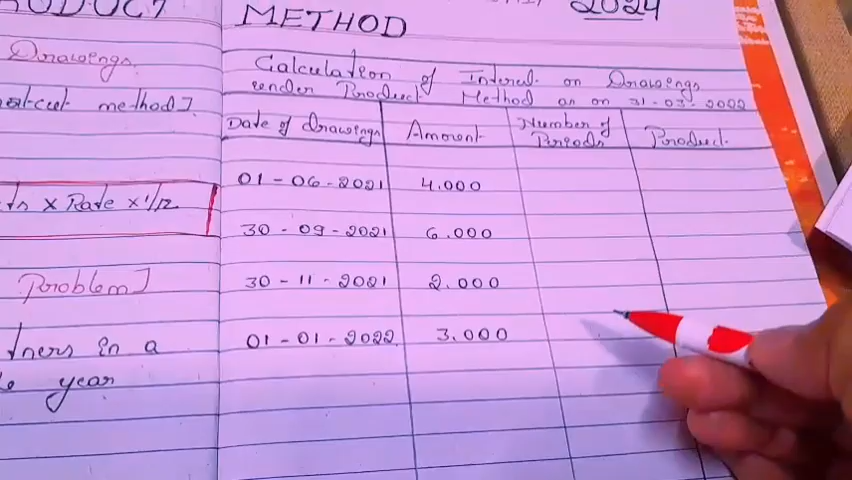 METHOD
2024
Drawings
method]
Calculation of Interest on Drawings
under Product Method as on 31-03-2022
Date of drawings Amount Number of Periods Product
01-06-2021 4.000
x Rate x 1/12
30-09-2021 6.000
Problem]
30-11-2021 2.000
01-01-2022 3.000
in a
year